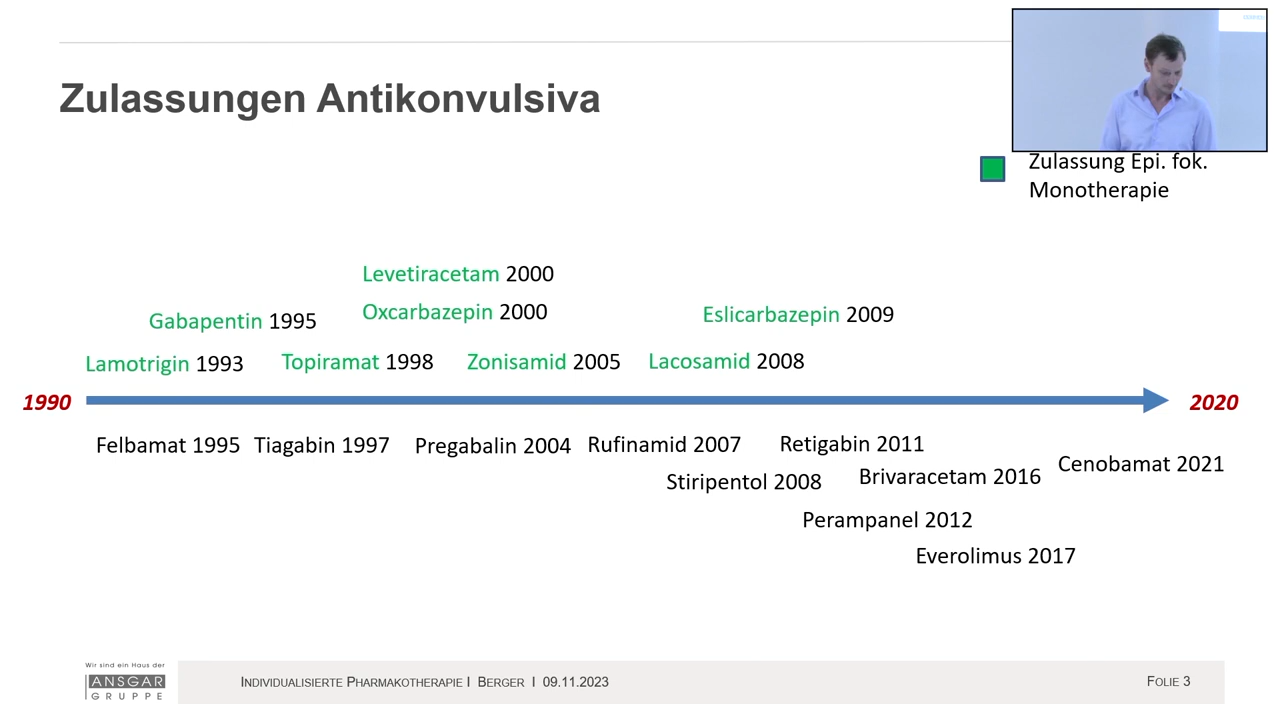 Zulassungen Antikonvulsiva
Zulassung Epi. fok.
Monotherapie
Levetiracetam 2000
Gabapentin 1995
Oxcarbazepin 2000
Eslicarbazepin 2009
Lamotrigin 1993
Topiramat 1998
Zonisamid 2005
Lacosamid 2008
1990
2020
Felbamat 1995
Tiagabin 1997
Pregabalin 2004
Rufinamid 2007
Retigabin 2011
Cenobamat 2021
Stiripentol 2008
Brivaracetam 2016
Perampanel 2012
Everolimus 2017
Wir sind ein Haus der
ANSGAR
GRUPPE
Individualisierte Pharmakotherapie I Berger I 09.11.2023
Folie 3